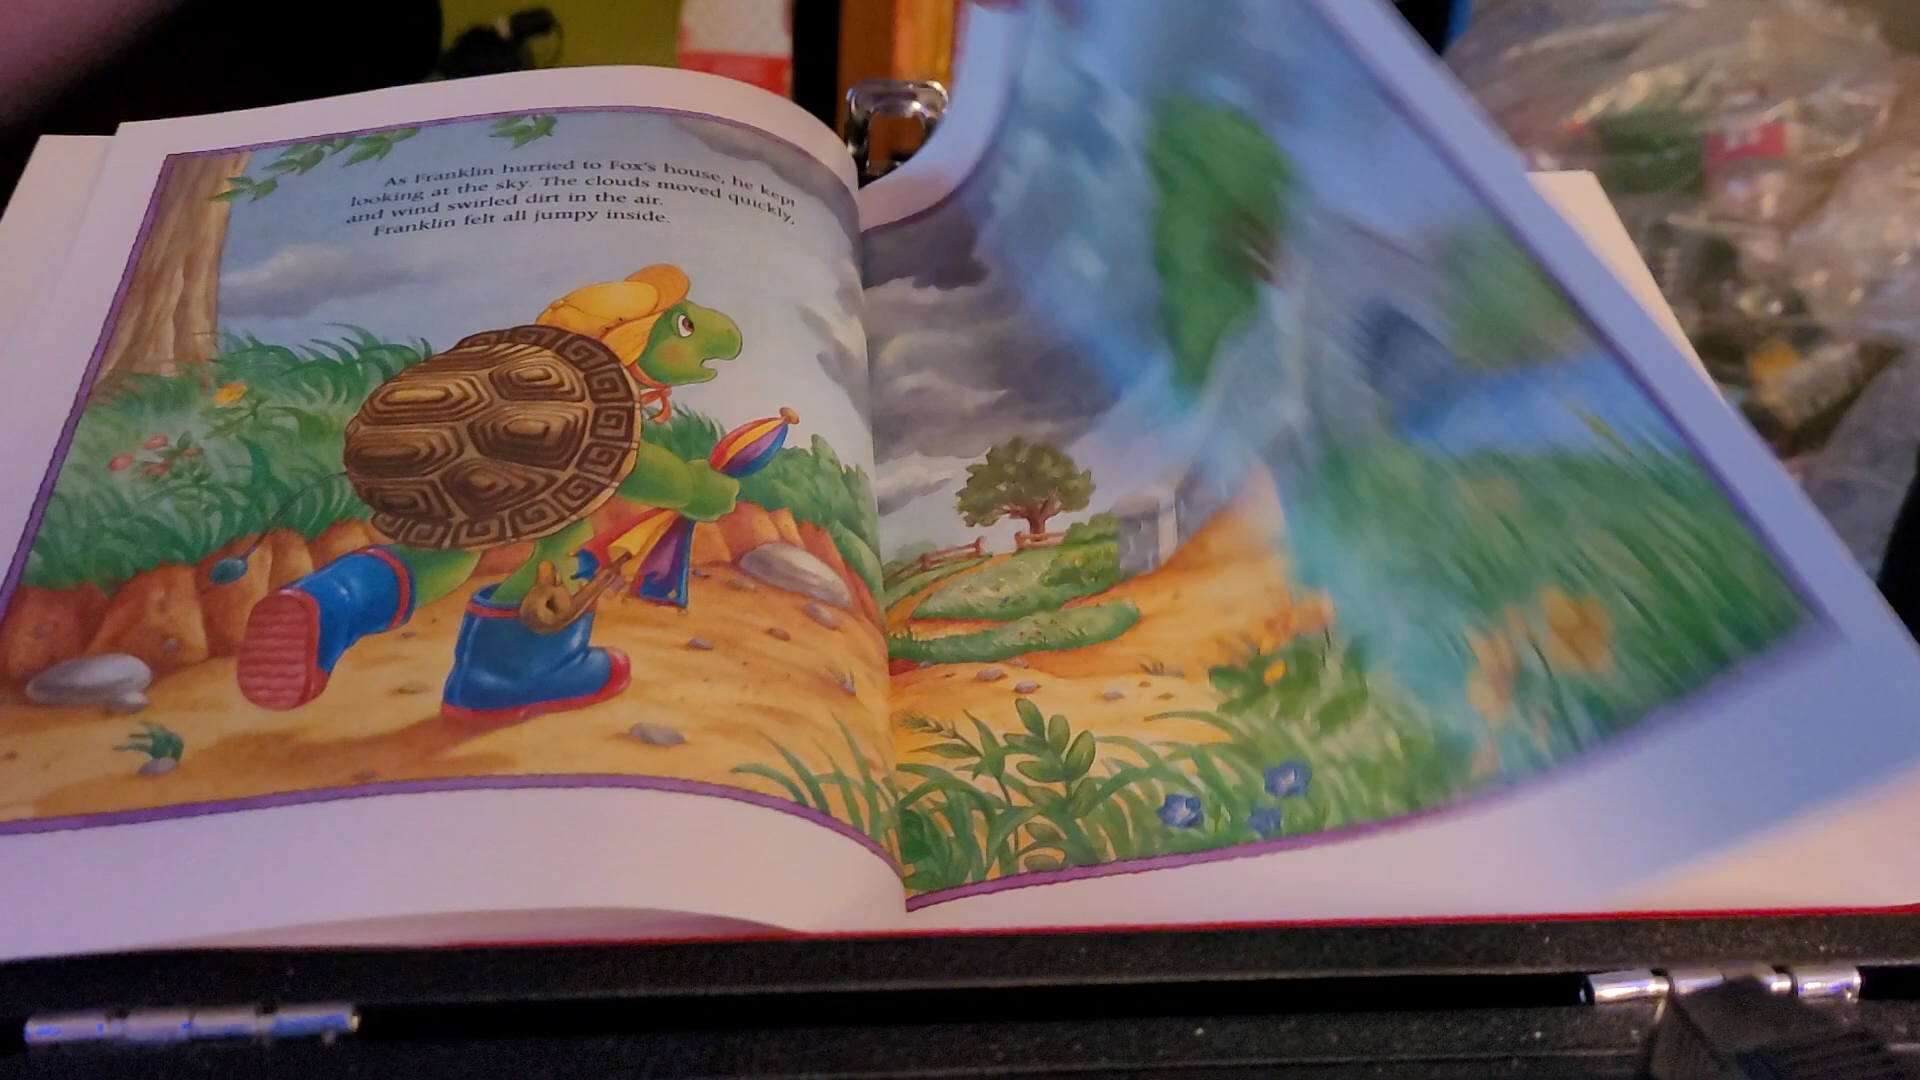 As Franklin hurried to Fox's house, he kept
looking at the sky. The clouds moved quickly,
and wind swirled dirt in the air.
Franklin felt all jumpy inside.